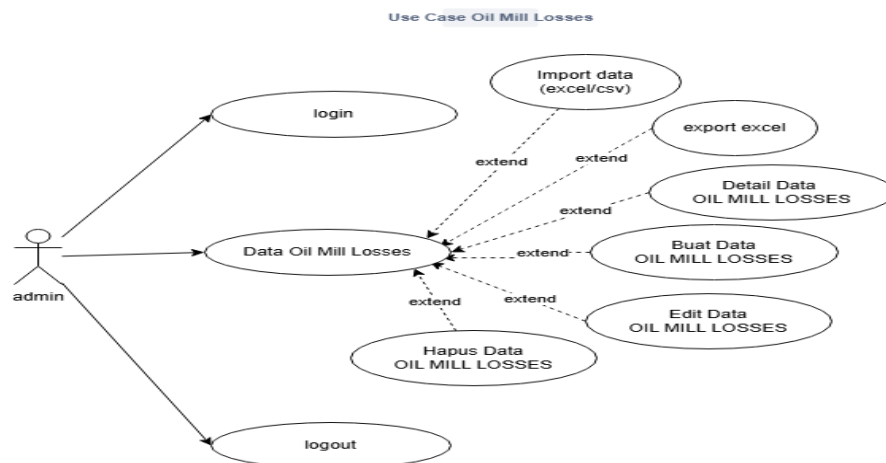 Use Case Oil Mill Losses
Import data
(excel/csv)
login
export excel
extend
extend
Detail Data
OIL MILL LOSSES
extend
Data Oil Mill Losses
extend
Buat Data
OIL MILL LOSSES
admin
extend
extend
Edit Data
OIL MILL LOSSES
Hapus Data
OIL MILL LOSSES
logout